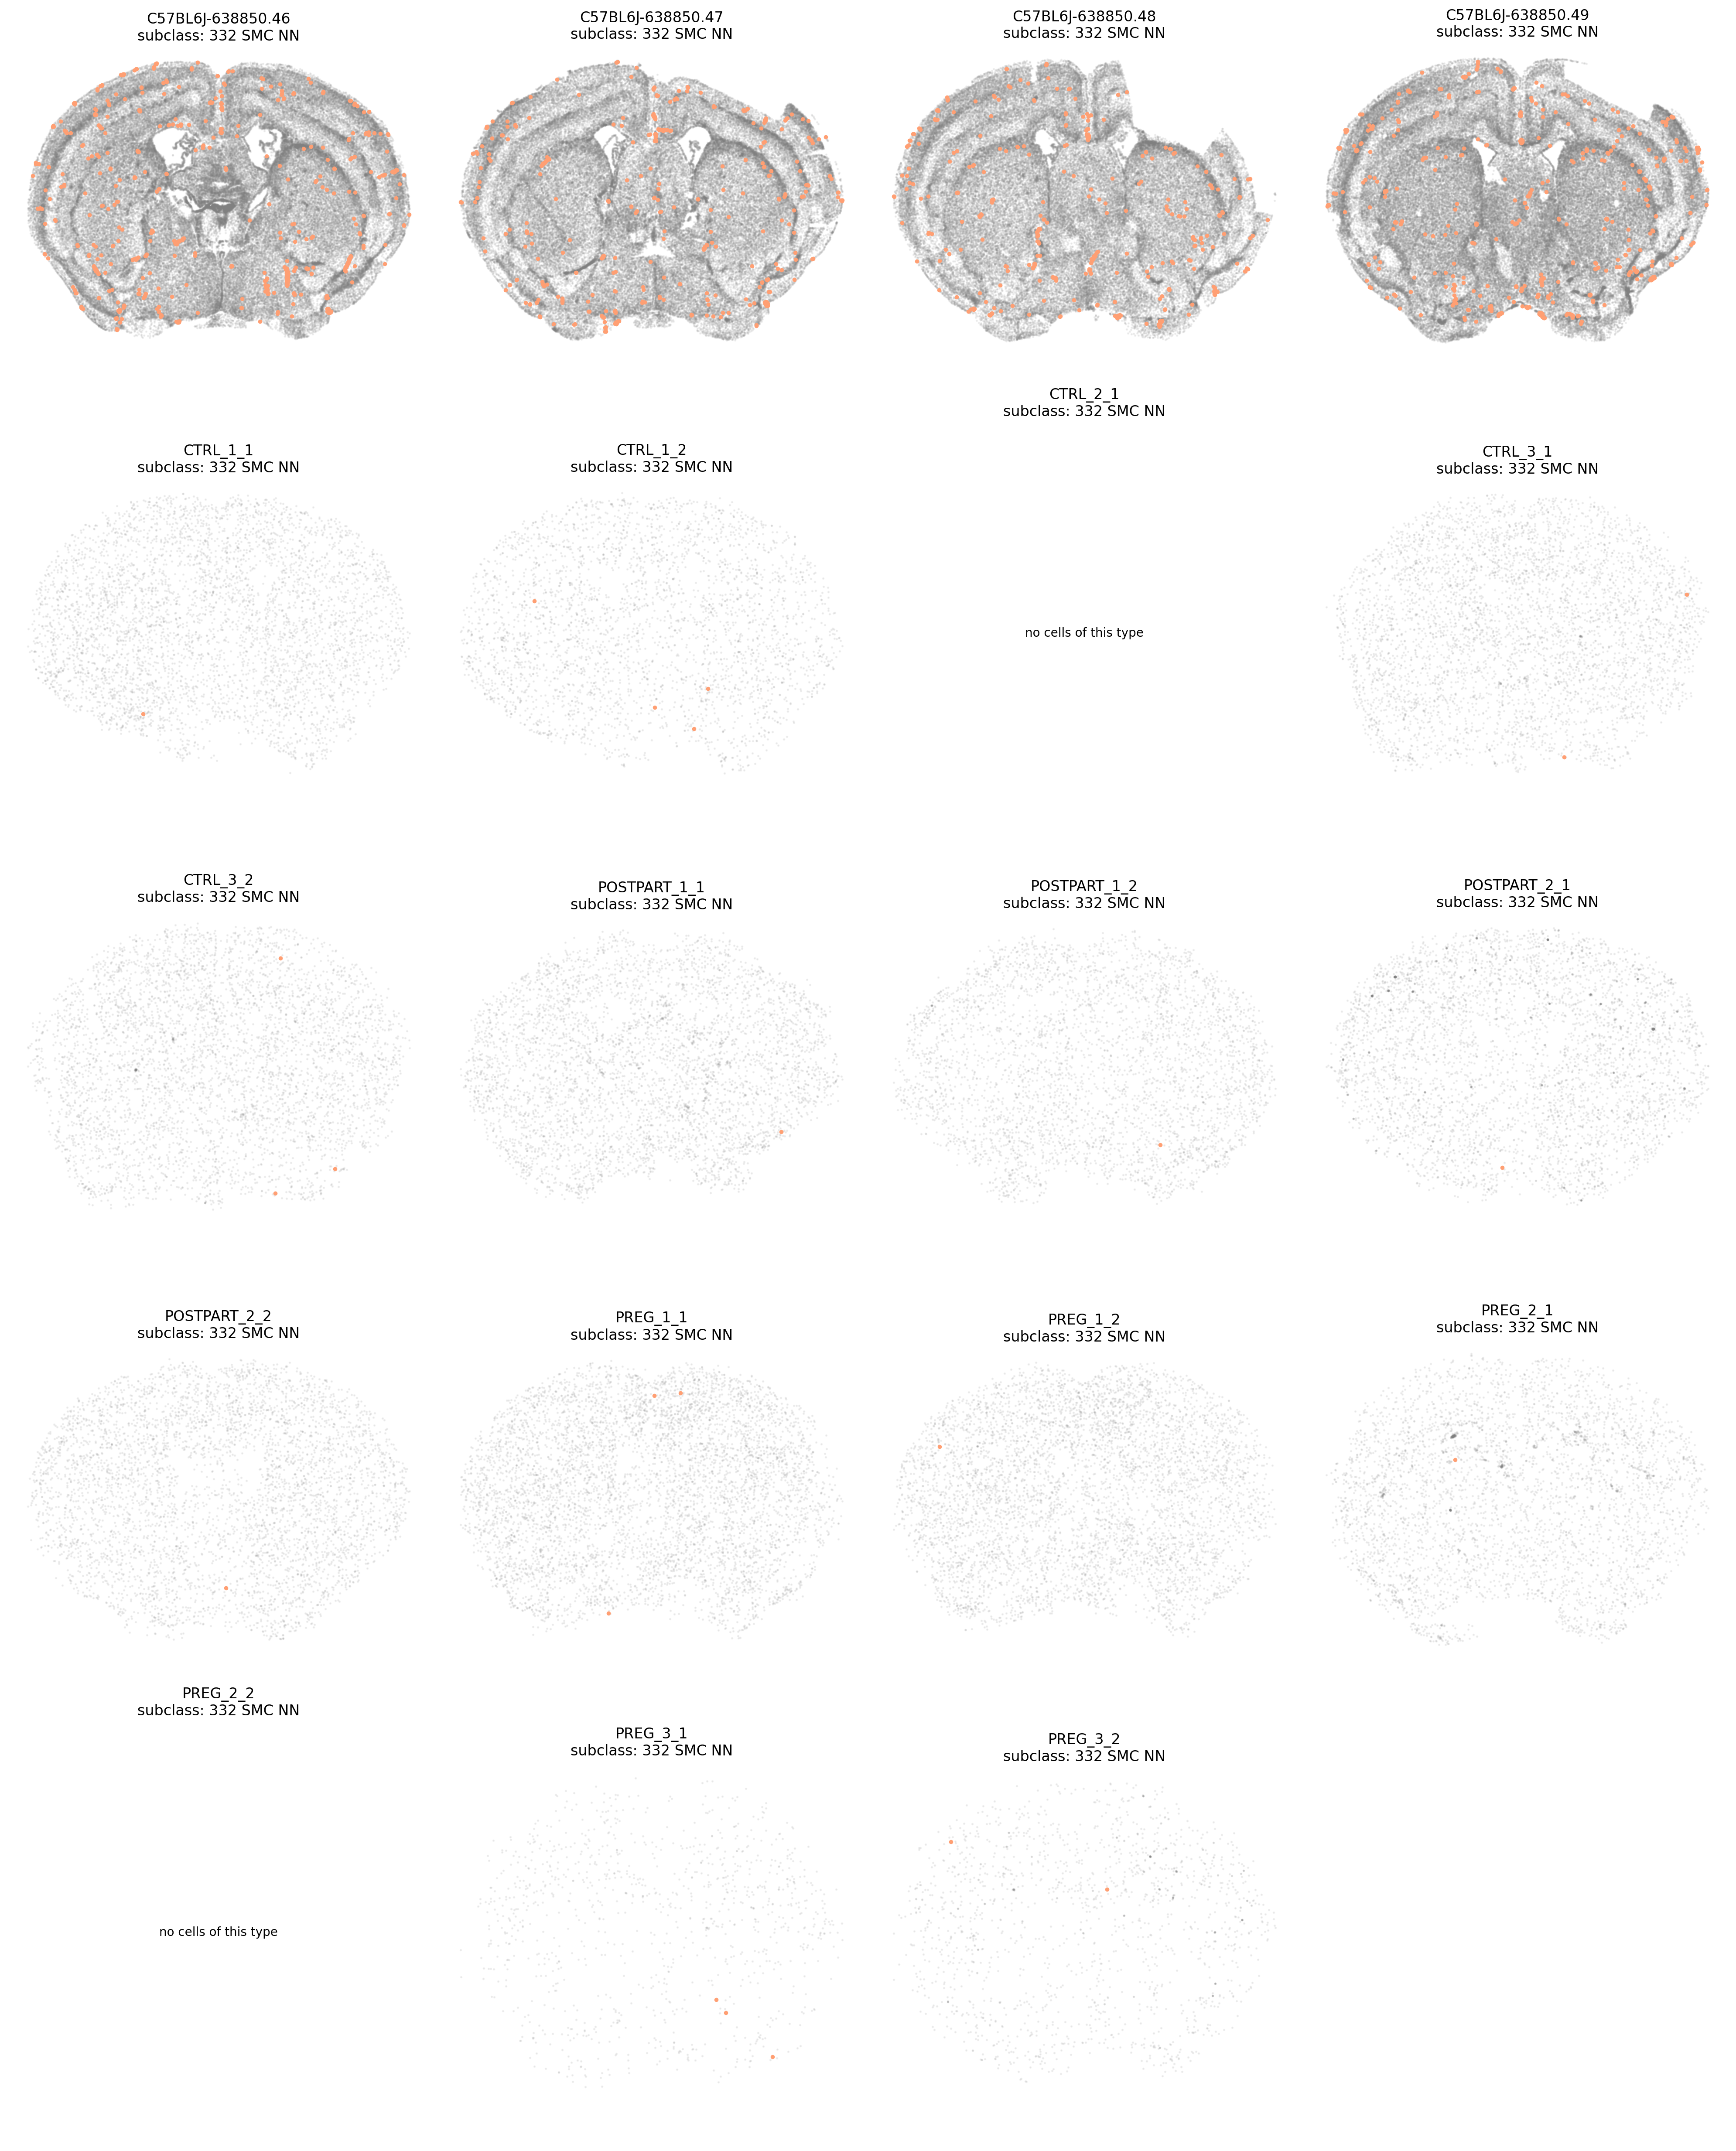 C57BL6J-638850.46
subclass: 332 SMC NN
C57BL6J-638850.47
subclass: 332 SMC NN
C57BL6J-638850.48
subclass: 332 SMC NN
C57BL6J-638850.49
subclass: 332 SMC NN
CTRL_1_1
subclass: 332 SMC NN
CTRL_1_2
subclass: 332 SMC NN
CTRL_2_1
subclass: 332 SMC NN
no cells of this type
CTRL_3_1
subclass: 332 SMC NN
CTRL_3_2
subclass: 332 SMC NN
POSTPART_1_1
subclass: 332 SMC NN
POSTPART_1_2
subclass: 332 SMC NN
POSTPART_2_1
subclass: 332 SMC NN
POSTPART_2_2
subclass: 332 SMC NN
PREG_1_1
subclass: 332 SMC NN
PREG_1_2
subclass: 332 SMC NN
PREG_2_1
subclass: 332 SMC NN
PREG_2_2
subclass: 332 SMC NN
no cells of this type
PREG_3_1
subclass: 332 SMC NN
PREG_3_2
subclass: 332 SMC NN